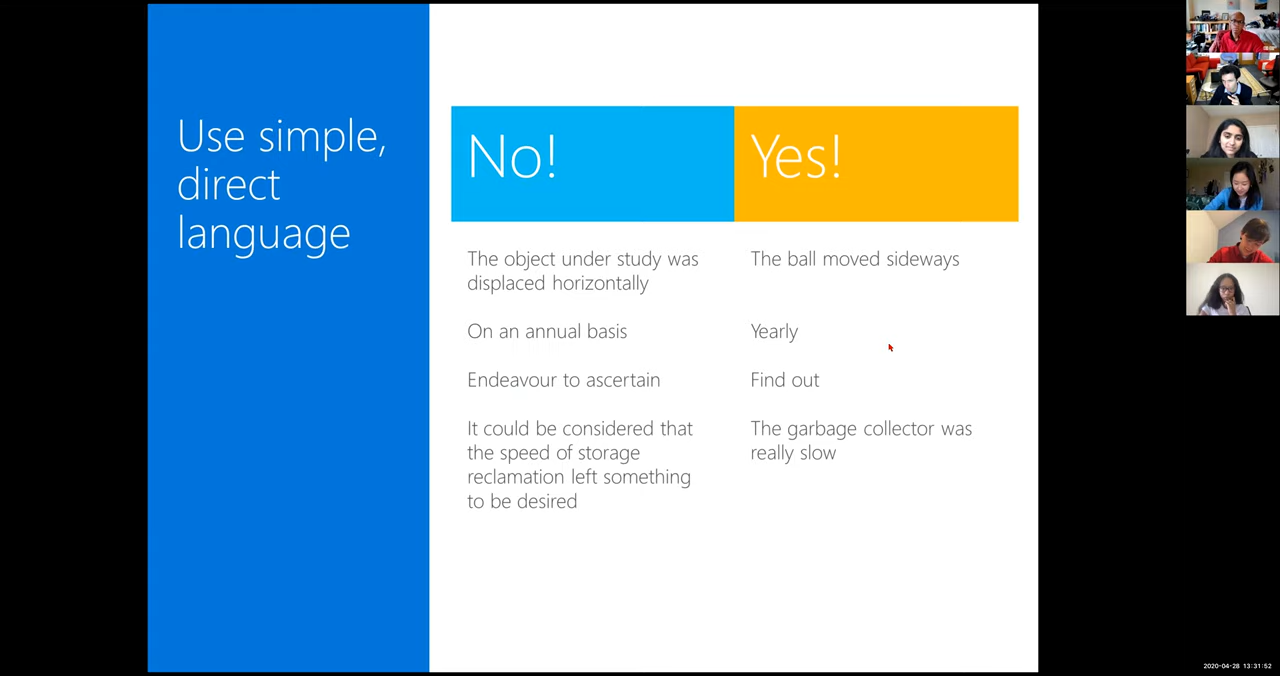 Use simple,
direct
language
No!
Yes!
The object under study was
displaced horizontally
The ball moved sideways
On an annual basis
Yearly
Endeavour to ascertain
Find out
It could be considered that
the speed of storage
reclamation left something
to be desired
The garbage collector was
really slow
2020-04-28 13:31:52